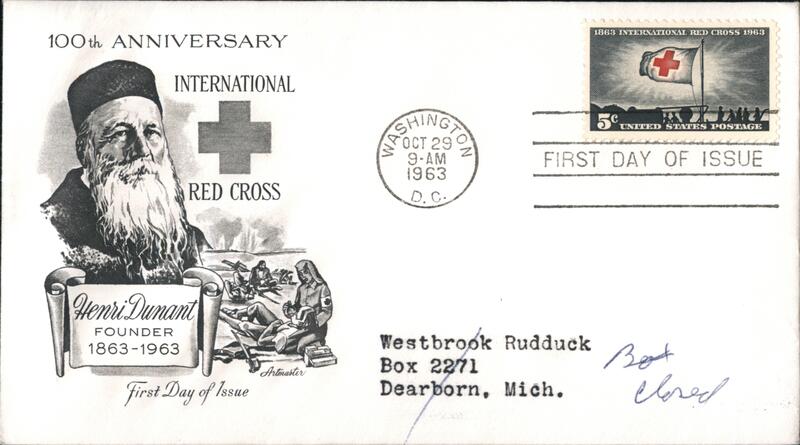 100th ANNIVERSARY
INTERNATIONAL
RED CROSS
Henri Dunant
FOUNDER
1863-1963
Artmaster
First Day of Issue
WASHINGTON
OCT 29
9-AM
1963
D. C.
1863 INTERNATIONAL RED CROSS 1963
5¢ UNITED STATES POSTAGE
FIRST DAY OF ISSUE
Westbrook Rudduck
Box 2271
Dearborn, Mich.
Box
closed